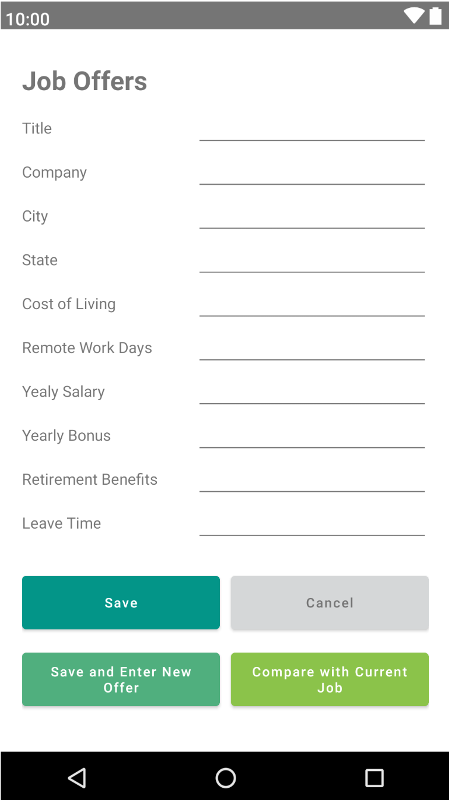 10:00
Job Offers
Title
Company
City
State
Cost of Living
Remote Work Days
Yealy Salary
Yearly Bonus
Retirement Benefits
Leave Time
Save
Cancel
Save and Enter New
Offer
Compare with Current
Job